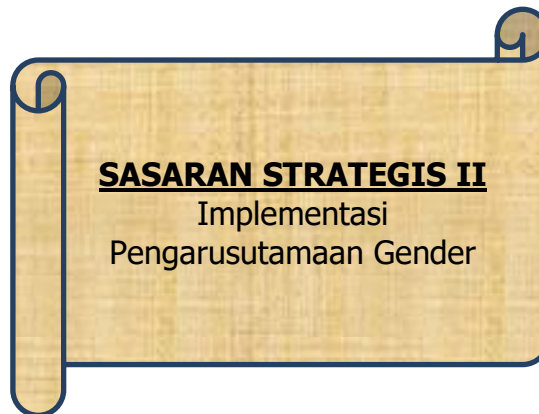 SASARAN STRATEGIS II
Implementasi
Pengarusutamaan Gender